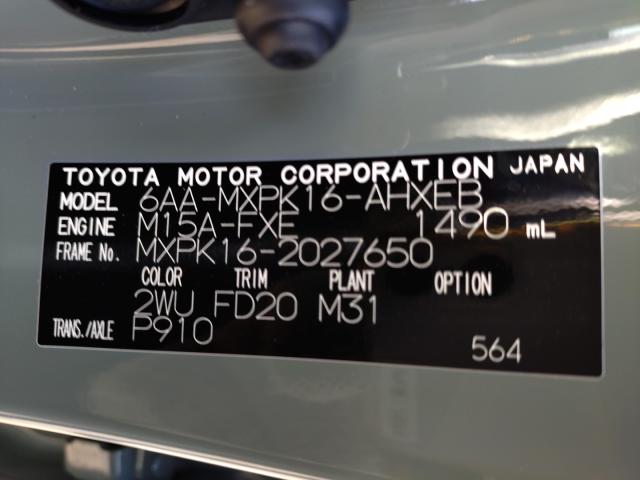 TOYOTA MOTOR CORPORATION JAPAN
MODEL 6AA-MXPK16-AHXEB
ENGINE M15A-FXE 1490 mL
FRAME No. MXPK16-2027650
COLOR TRIM PLANT OPTION
2WU FD20 M31
TRANS./AXLE P910
564